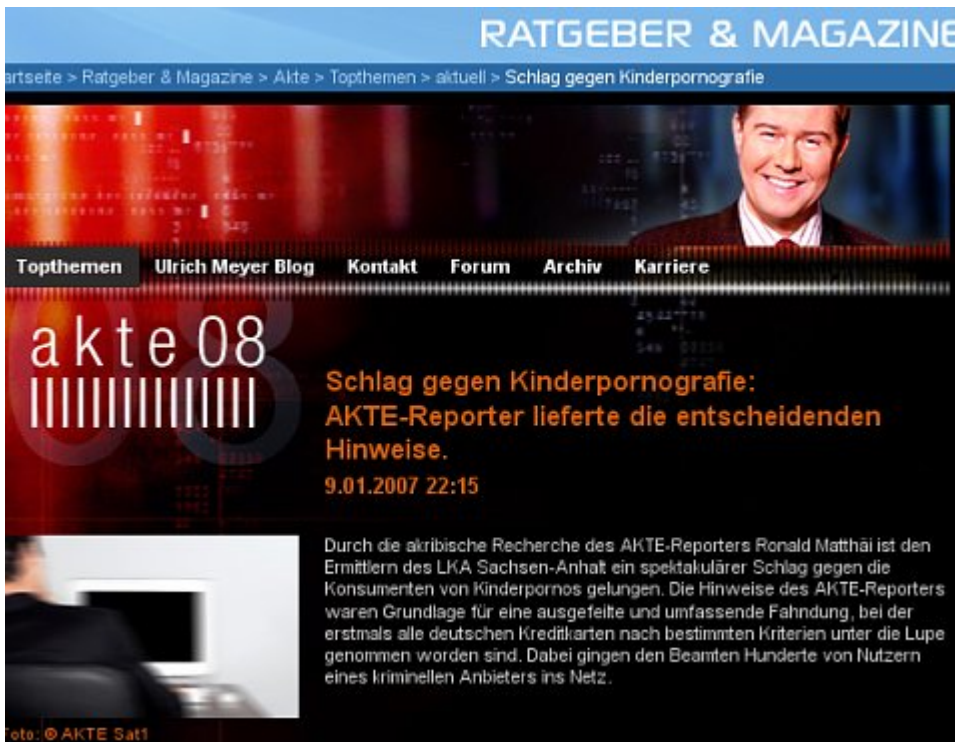 RATGEBER & MAGAZINE
artseite > Ratgeber & Magazine > Akte > Topthemen > aktuell > Schlag gegen Kinderpornografie
Topthemen Ulrich Meyer Blog Kontakt Forum Archiv Karriere
akte 08
08
Schlag gegen Kinderpornografie:
AKTE-Reporter lieferte die entscheidenden
Hinweise.
9.01.2007 22:15
Durch die akribische Recherche des AKTE-Reporters Ronald Matthäi ist den
Ermittlern des LKA Sachsen-Anhalt ein spektakulärer Schlag gegen die
Konsumenten von Kinderpornos gelungen. Die Hinweise des AKTE-Reporters
waren Grundlage für eine ausgefeilte und umfassende Fahndung, bei der
erstmals alle deutschen Kreditkarten nach bestimmten Kriterien unter die Lupe
genommen worden sind. Dabei gingen den Beamten Hunderte von Nutzern
eines kriminellen Anbieters ins Netz.
Foto: © AKTE Sat1